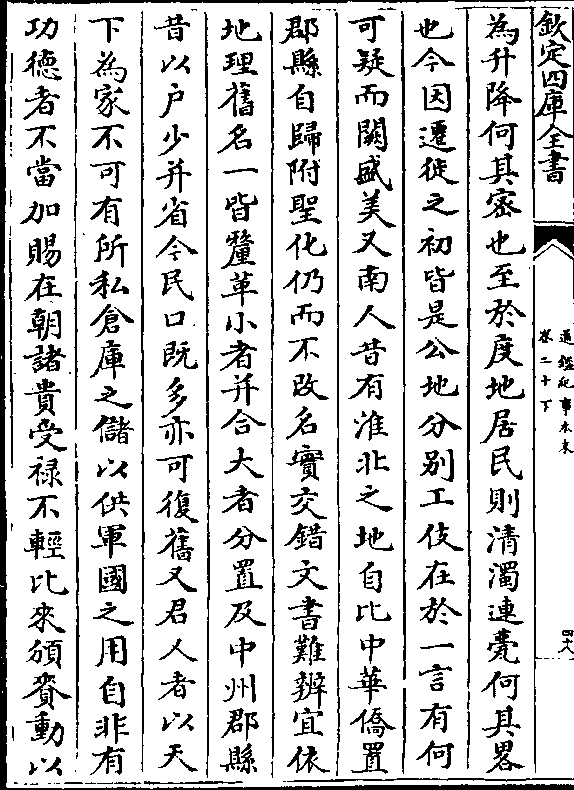 欽定四庫全書
通鑑紀事本末
卷二十下
四十八
為升降何其密也至於度地居民則清濁連甍何其畧
也今因遷徙之初皆是公地分别工伎在於一言有何
可疑而闕盛美又南人昔有淮北之地自比中華僑置
郡縣自歸附聖化仍而不改名實交錯文書難辨宜依
地理舊名一皆釐革小者并合大者分置及中州郡縣
昔以户少并省今民口既多亦可復舊又君人者以天
下為家不可有所私倉庫之儲以供軍國之用自非有
功德者不當加賜在朝諸貴受禄不輕比來頒賚動以